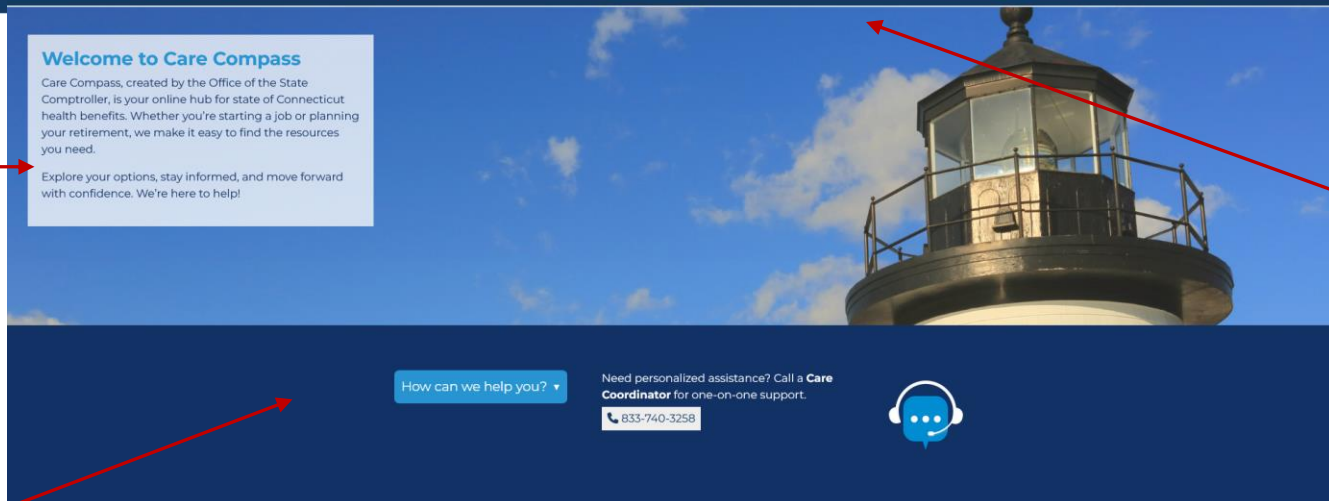 Welcome to Care Compass
Care Compass, created by the Office of the State
Comptroller, is your online hub for state of Connecticut
health benefits. Whether you're starting a job or planning
your retirement, we make it easy to find the resources
you need.
Explore your options, stay informed, and move forward
with confidence. We're here to help!
How can we help you? ▾
Need personalized assistance? Call a Care
Coordinator for one-on-one support.
833-740-3258